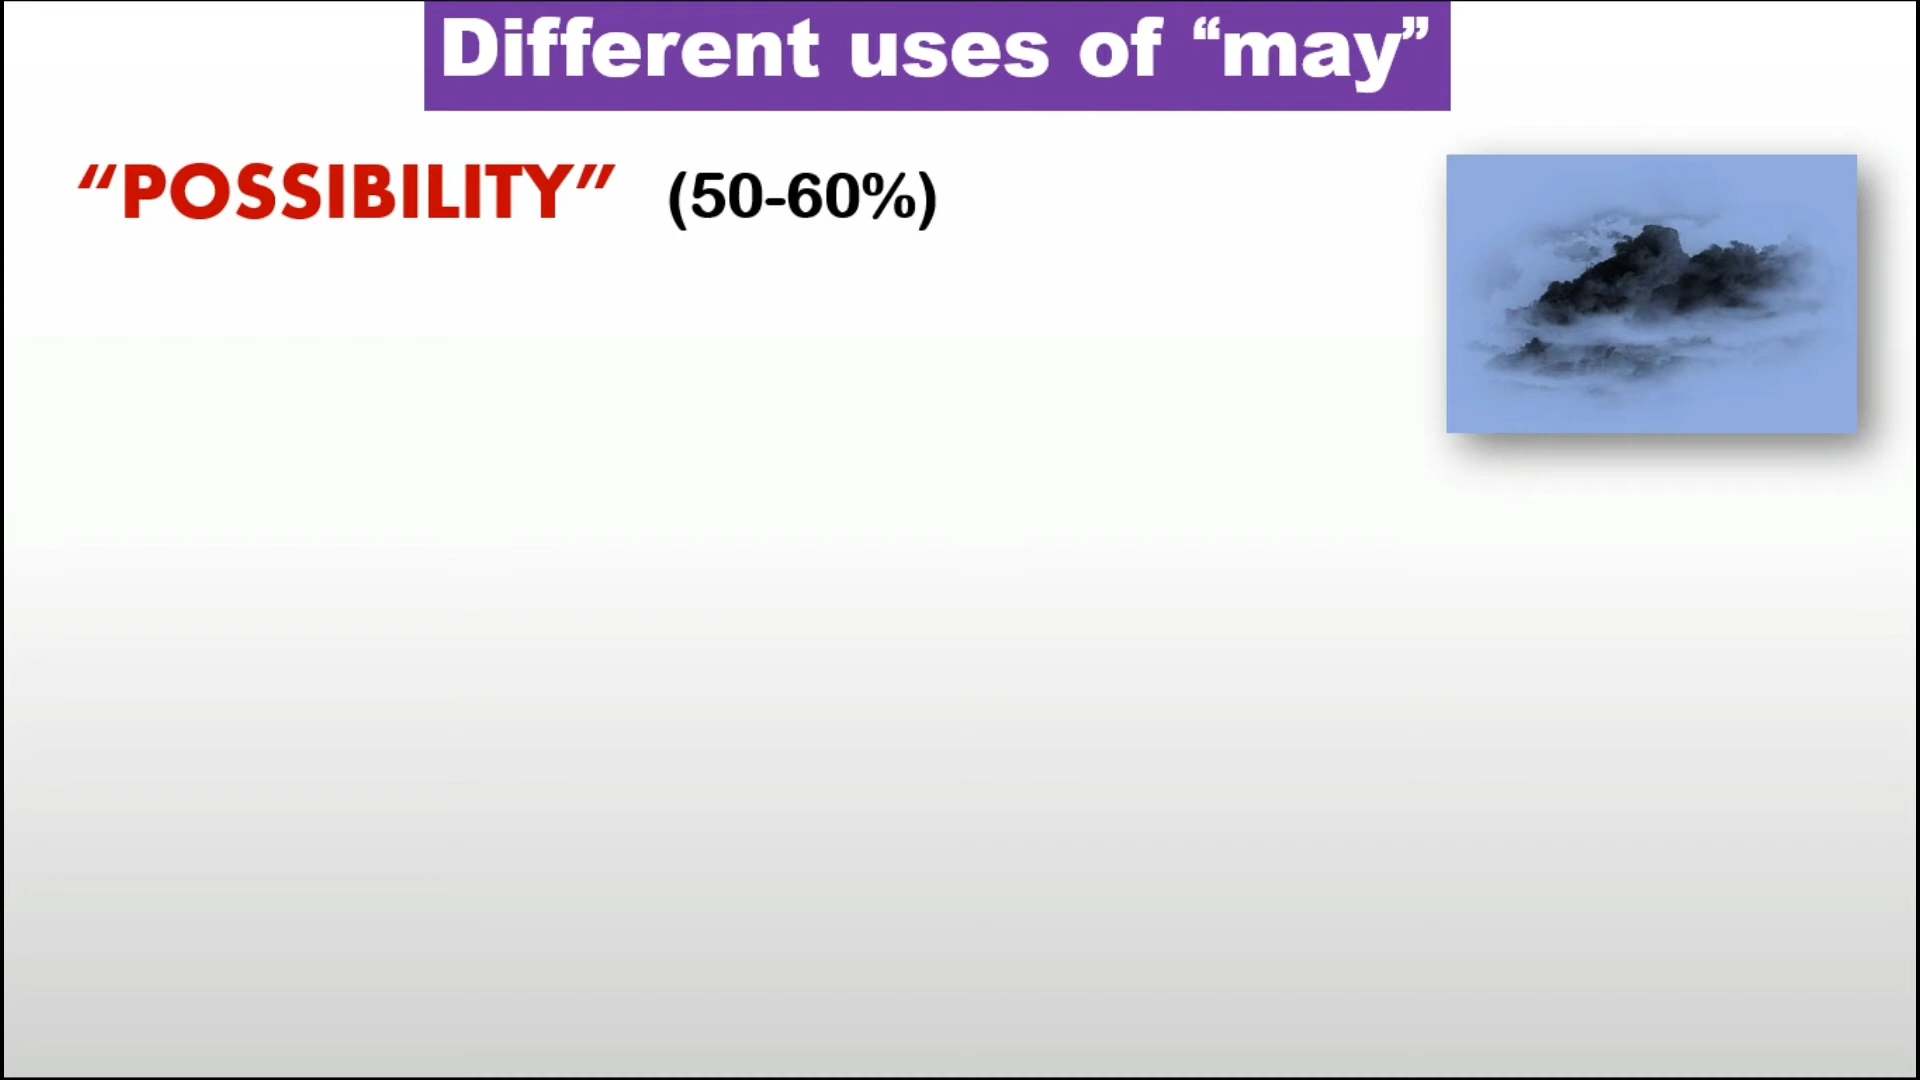 Different uses of “may”
“POSSIBILITY” (50-60%)